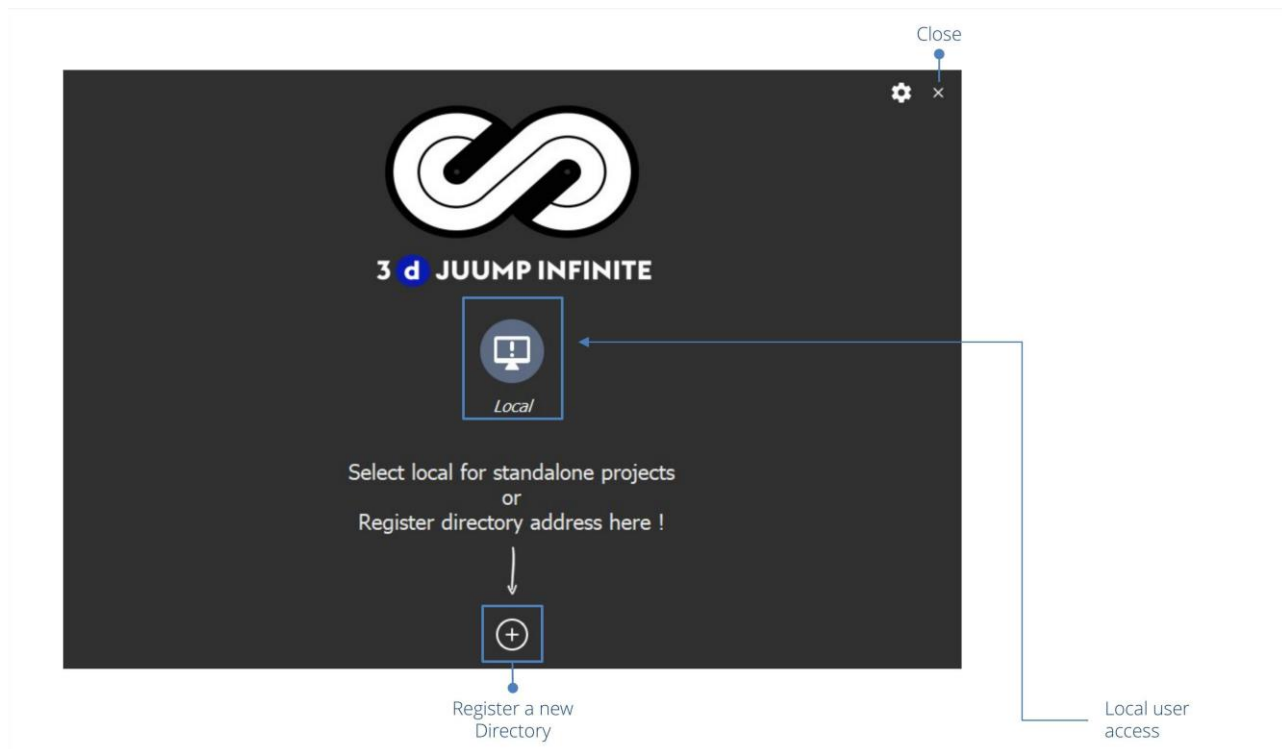 Close
3 d JUUMP INFINITE
Local
Select local for standalone projects
or
Register directory address here !
Register a new
Directory
Local user
access